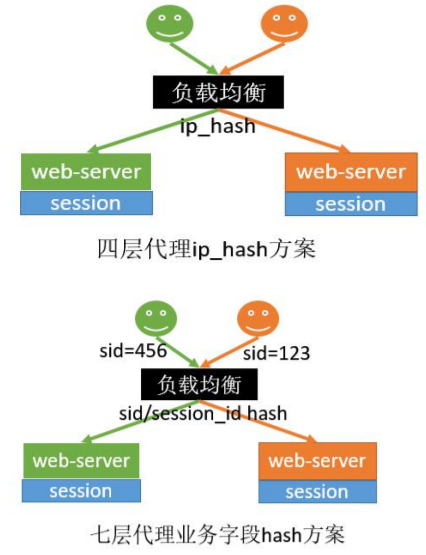 负载均衡
ip_hash
web-server web-server
session session
四层代理ip_hash方案
sid=456 sid=123
负载均衡
sid/session_id hash
web-server web-server
session session
七层代理业务字段hash方案